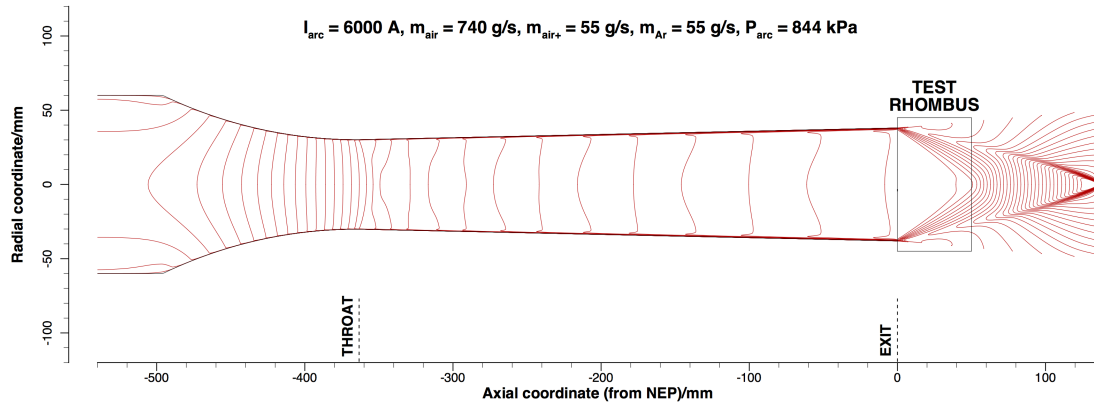 I_arc = 6000 A, m_air = 740 g/s, m_air+ = 55 g/s, m_Ar = 55 g/s, P_arc = 844 kPa
TEST
RHOMBUS
Radial coordinate/mm
100
50
0
-50
-100
THROAT
EXIT
-500
-400
-300
-200
-100
0
100
Axial coordinate (from NEP)/mm